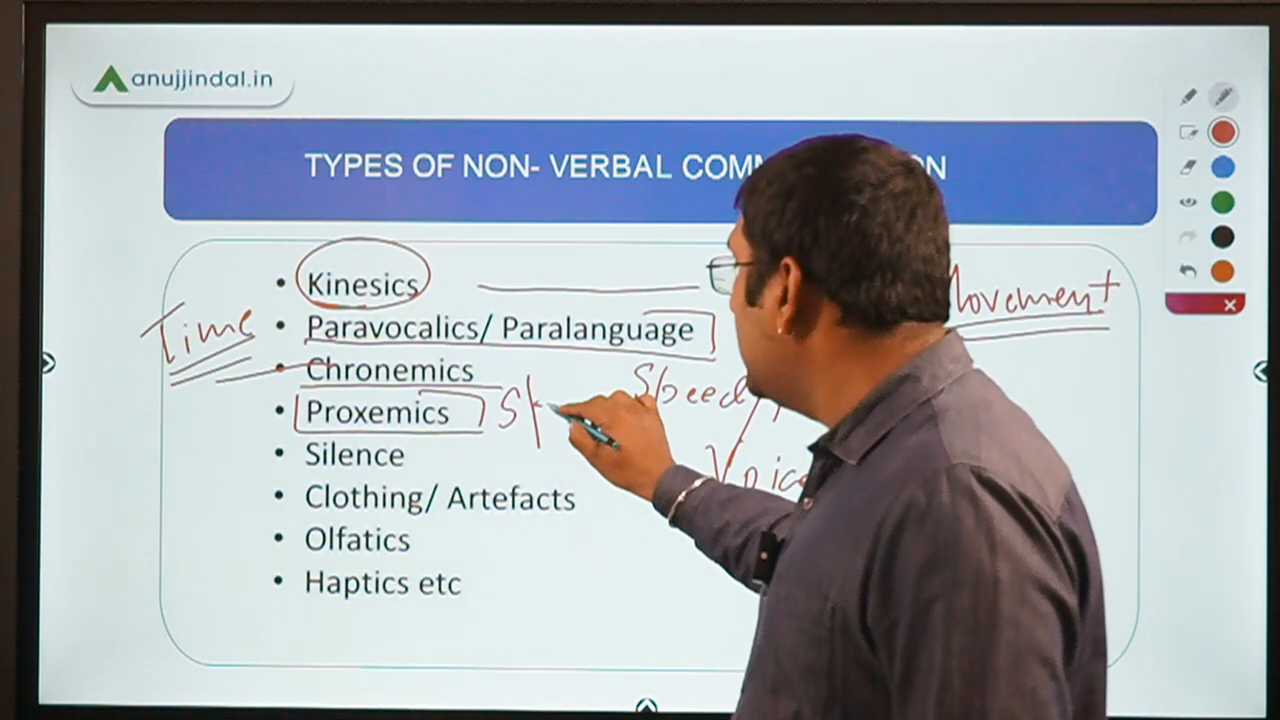 anujjindal.in
TYPES OF NON- VERBAL COMM
Kinesics
Movement
Time
Paravocalics/ Paralanguage
Chronemics
Speed
Proxemics
Silence
Voice
Clothing/ Artefacts
Olfatics
Haptics etc